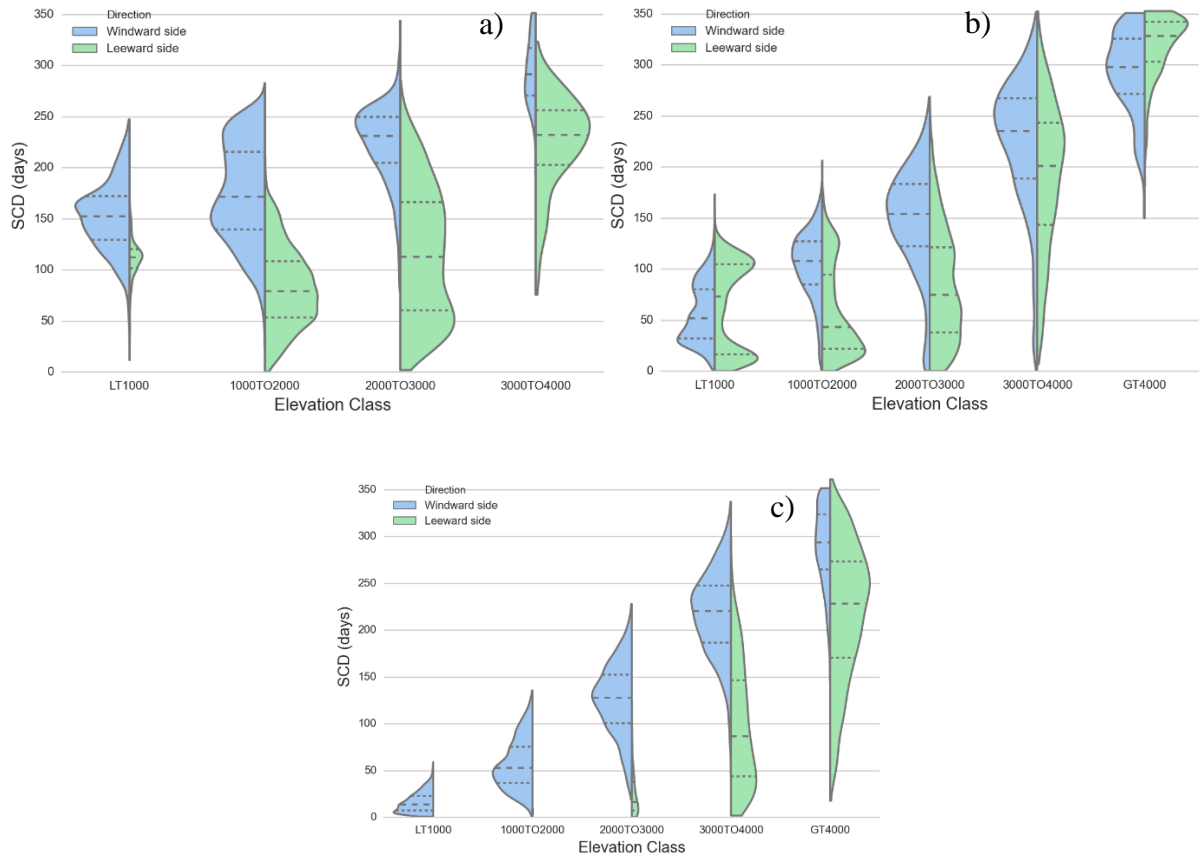 a)
Direction
Windward side
Leeward side
350
300
250
200
150
100
50
0
SCD (days)
LT1000 1000TO2000 2000TO3000 3000TO4000
Elevation Class
b)
Direction
Windward side
Leeward side
350
300
250
200
150
100
50
0
SCD (days)
LT1000 1000TO2000 2000TO3000 3000TO4000 GT4000
Elevation Class
c)
Direction
Windward side
Leeward side
350
300
250
200
150
100
50
0
SCD (days)
LT1000 1000TO2000 2000TO3000 3000TO4000 GT4000
Elevation Class